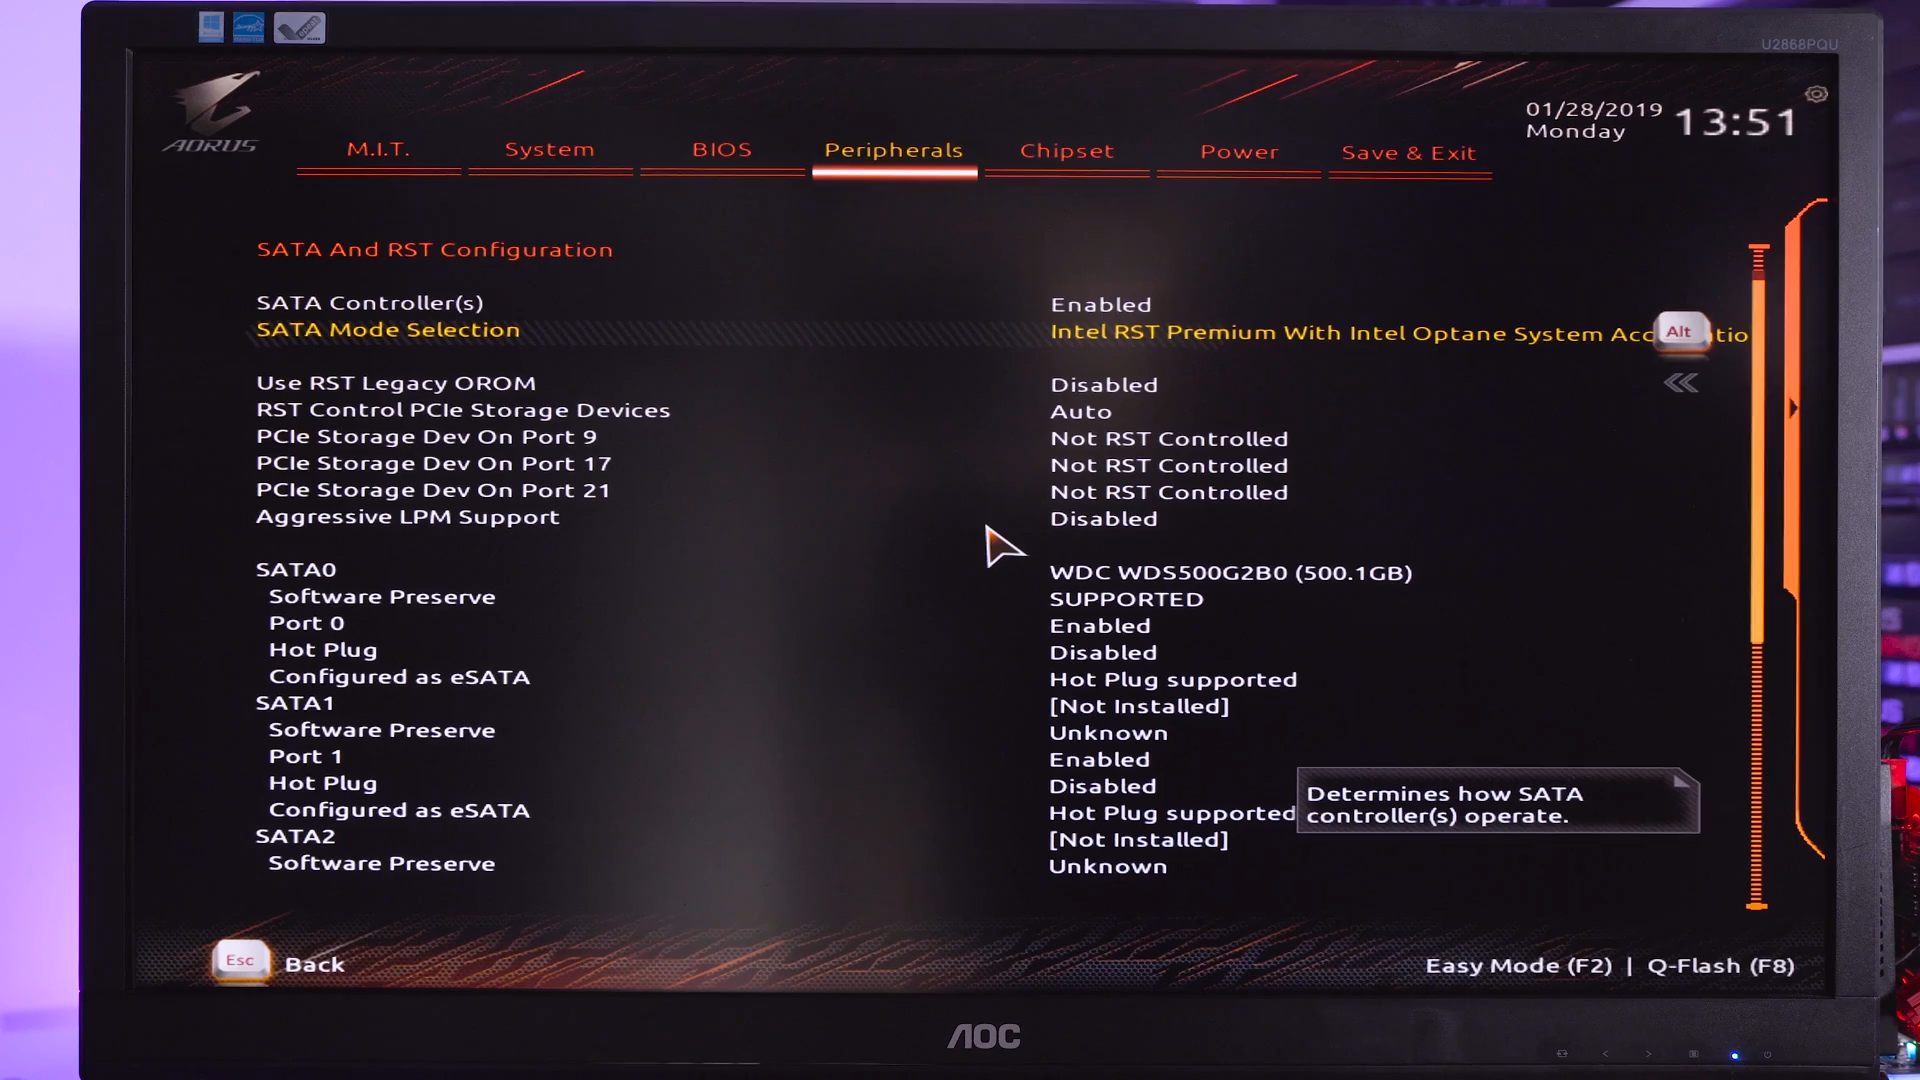 U2868PQU
AORUS
M.I.T.
System
BIOS
Peripherals
Chipset
Power
Save & Exit
01/28/2019
Monday
13:51
SATA And RST Configuration
SATA Controller(s) Enabled
SATA Mode Selection Intel RST Premium With Intel Optane System
Alt
Use RST Legacy OROM Disabled
RST Control PCIe Storage Devices Auto
PCIe Storage Dev On Port 9 Not RST Controlled
PCIe Storage Dev On Port 17 Not RST Controlled
PCIe Storage Dev On Port 21 Not RST Controlled
Aggressive LPM Support Disabled
SATA0 WDC WDS500G2B0 (500.1GB)
Software Preserve SUPPORTED
Port 0 Enabled
Hot Plug Disabled
Configured as eSATA Hot Plug supported
SATA1 [Not Installed]
Software Preserve Unknown
Port 1 Enabled
Hot Plug Disabled
Configured as eSATA Hot Plug supported
SATA2 [Not Installed]
Software Preserve Unknown
Determines how SATA
controller(s) operate.
Esc Back
Easy Mode (F2) | Q-Flash (F8)
AOC